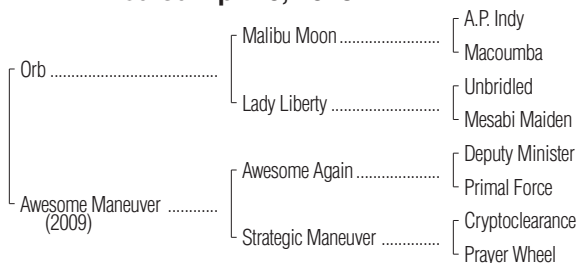 A.P. Indy
Malibu Moon ....................
Macoumba
Orb .................................
Unbridled
Lady Liberty .....................
Mesabi Maiden
Deputy Minister
Awesome Again ................
Primal Force
Awesome Maneuver ..........
(2009)
Cryptoclearance
Strategic Maneuver ...........
Prayer Wheel